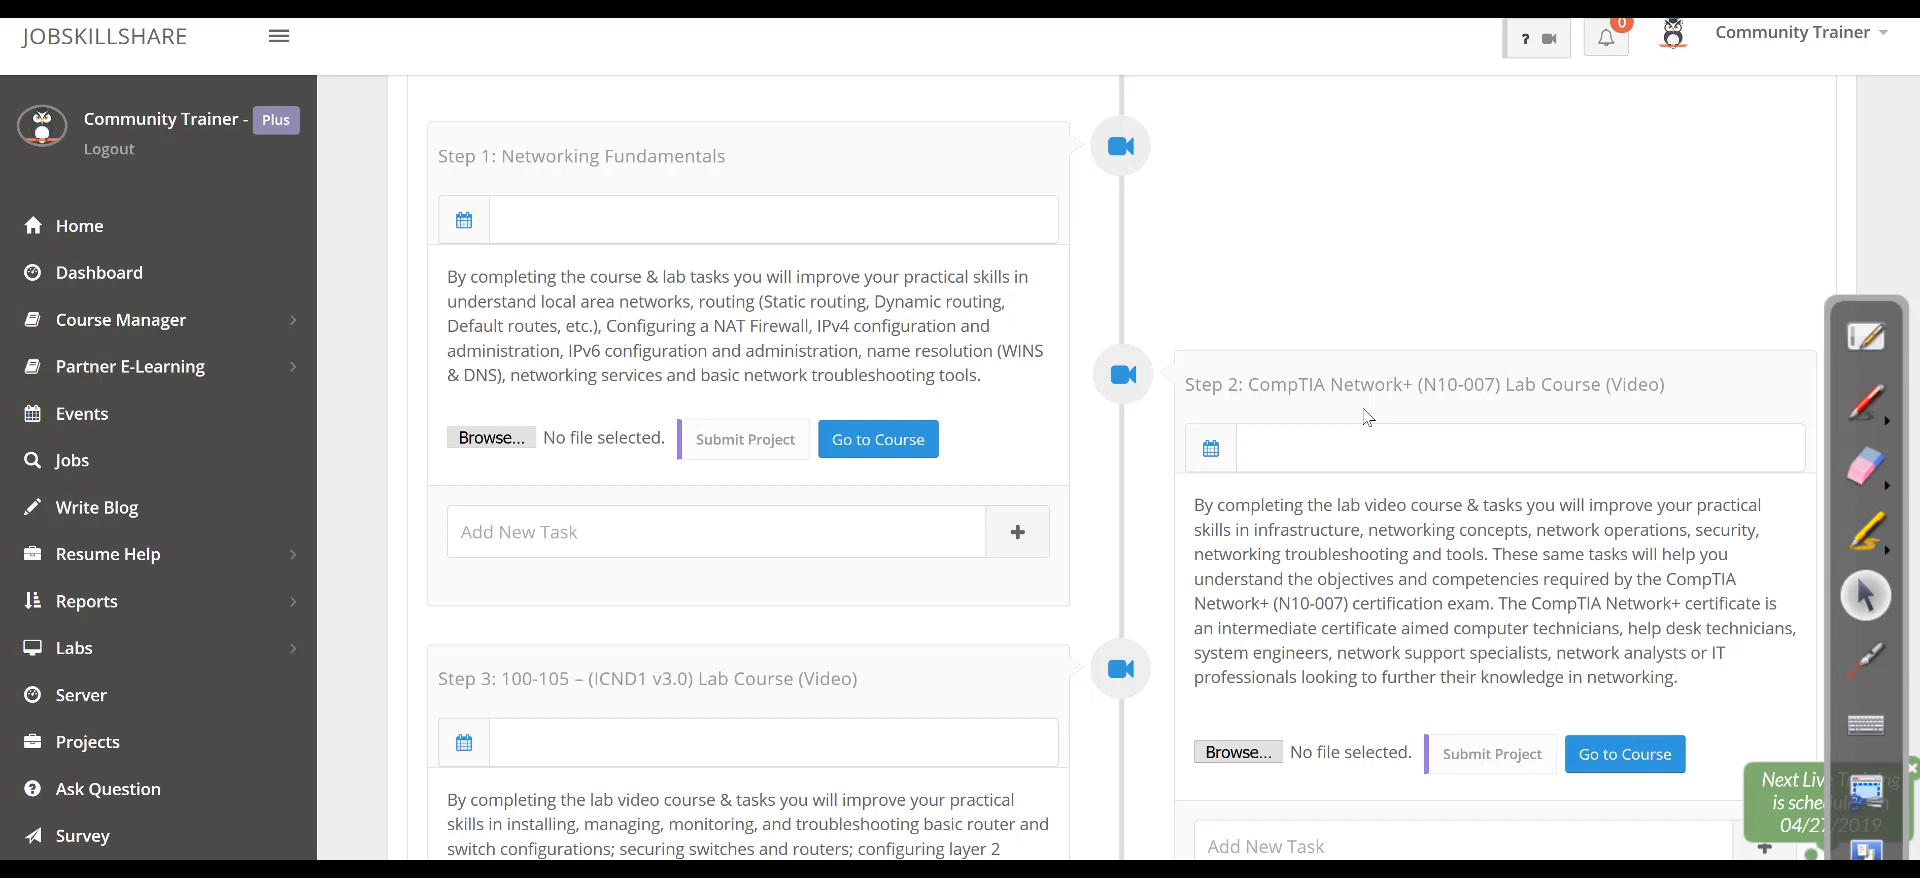 JOBSKILLSHARE
?
0
Community Trainer
Community Trainer - Plus
Logout
Home
Dashboard
Course Manager
Partner E-Learning
Events
Jobs
Write Blog
Resume Help
Reports
Labs
Server
Projects
Ask Question
Survey
Step 1: Networking Fundamentals
By completing the course & lab tasks you will improve your practical skills in
understand local area networks, routing (Static routing, Dynamic routing,
Default routes, etc.), Configuring a NAT Firewall, IPv4 configuration and
administration, IPv6 configuration and administration, name resolution (WINS
& DNS), networking services and basic network troubleshooting tools.
Browse... No file selected. Submit Project Go to Course
Add New Task
Step 2: CompTIA Network+ (N10-007) Lab Course (Video)
By completing the lab video course & tasks you will improve your practical
skills in infrastructure, networking concepts, network operations, security,
networking troubleshooting and tools. These same tasks will help you
understand the objectives and competencies required by the CompTIA
Network+ (N10-007) certification exam. The CompTIA Network+ certificate is
an intermediate certificate aimed computer technicians, help desk technicians,
system engineers, network support specialists, network analysts or IT
professionals looking to further their knowledge in networking.
Browse... No file selected. Submit Project Go to Course
Add New Task
Step 3: 100-105 – (ICND1 v3.0) Lab Course (Video)
By completing the lab video course & tasks you will improve your practical
skills in installing, managing, monitoring, and troubleshooting basic router and
switch configurations; securing switches and routers; configuring layer 2
Next Live
is
04/27/2019